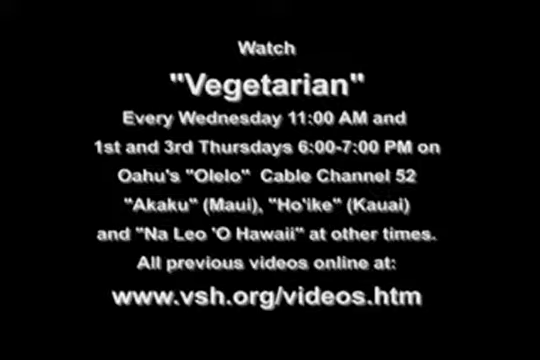 Watch
"Vegetarian"
Every Wednesday 11:00 AM and
1st and 3rd Thursdays 6:00-7:00 PM on
Oahu's "Olelo" Cable Channel 52
"Akaku" (Maui), "Ho'ike" (Kauai)
and "Na Leo 'O Hawaii" at other times.
All previous videos online at:
www.vsh.org/videos.htm